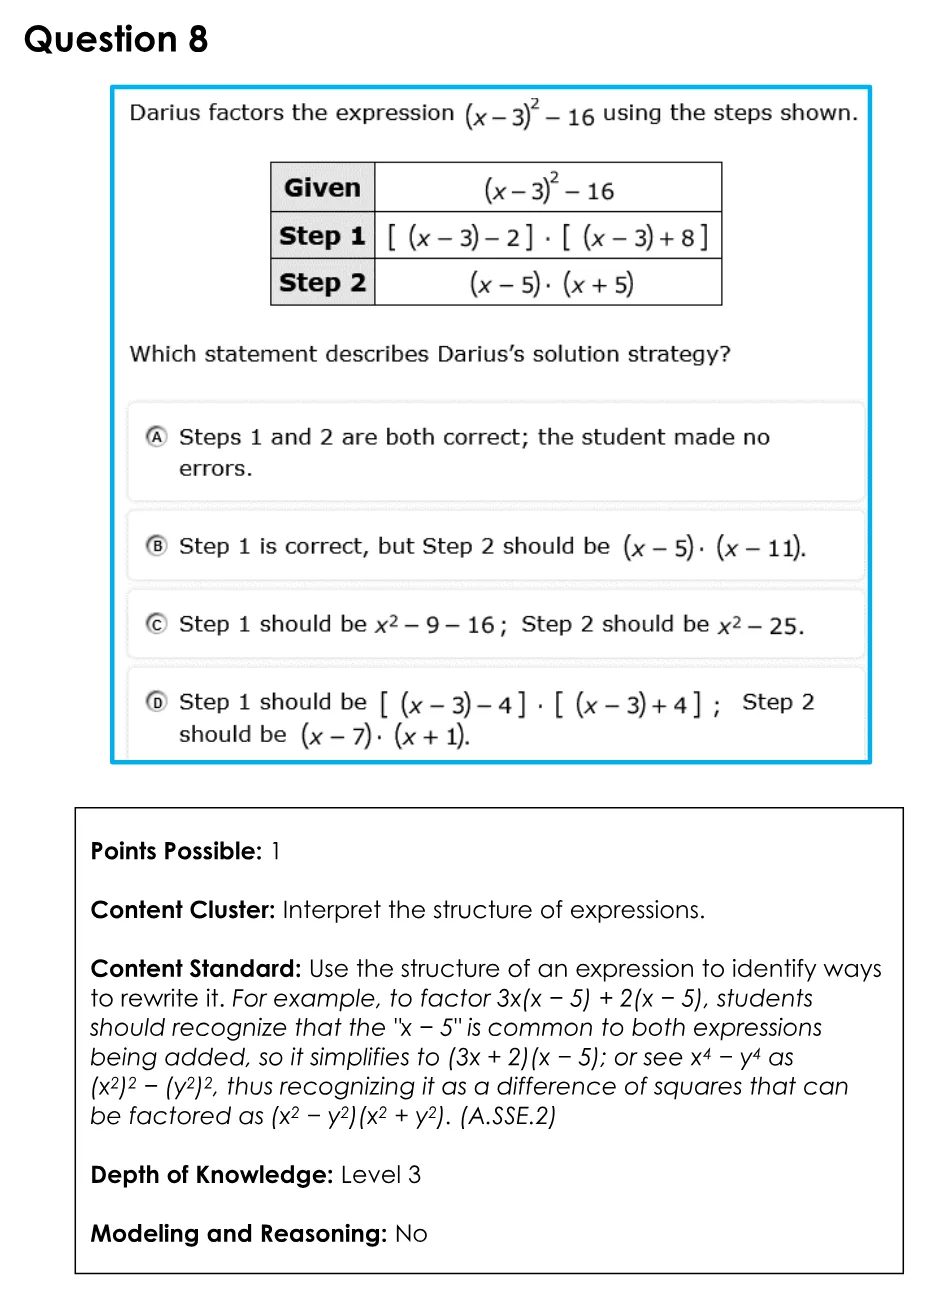 Question 8
Darius factors the expression (x – 3)² – 16 using the steps shown.
Given (x – 3)² – 16
Step 1 [ (x – 3) – 2 ] · [ (x – 3) + 8 ]
Step 2 (x – 5) · (x + 5)
Which statement describes Darius's solution strategy?
Ⓐ Steps 1 and 2 are both correct; the student made no
errors.
Ⓑ Step 1 is correct, but Step 2 should be (x – 5) · (x – 11).
Ⓒ Step 1 should be x² – 9 – 16 ; Step 2 should be x² – 25.
Ⓓ Step 1 should be [ (x – 3) – 4 ] · [ (x – 3) + 4 ] ; Step 2
should be (x – 7) · (x + 1).
Points Possible: 1
Content Cluster: Interpret the structure of expressions.
Content Standard: Use the structure of an expression to identify ways
to rewrite it. For example, to factor 3x(x − 5) + 2(x − 5), students
should recognize that the "x − 5" is common to both expressions
being added, so it simplifies to (3x + 2)(x − 5); or see x⁴ − y⁴ as
(x²)² − (y²)², thus recognizing it as a difference of squares that can
be factored as (x² − y²)(x² + y²). (A.SSE.2)
Depth of Knowledge: Level 3
Modeling and Reasoning: No